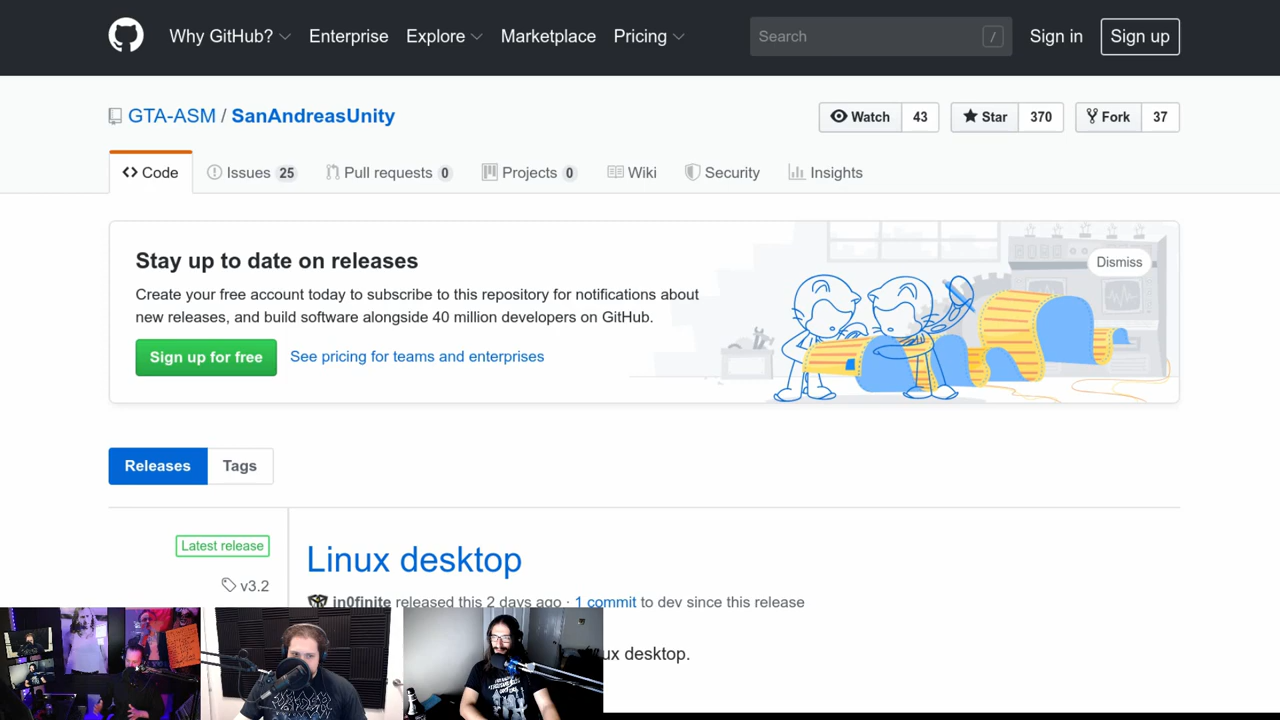 Why GitHub? Enterprise Explore Marketplace Pricing Search / Sign in Sign up
GTA-ASM / SanAndreasUnity Watch 43 Star 370 Fork 37
Code Issues 25 Pull requests 0 Projects 0 Wiki Security Insights
Stay up to date on releases
Dismiss
Create your free account today to subscribe to this repository for notifications about
new releases, and build software alongside 40 million developers on GitHub.
Sign up for free See pricing for teams and enterprises
Releases Tags
Latest release
Linux desktop
v3.2
in0finite released this 2 days ago · 1 commit to dev since this release
desktop.